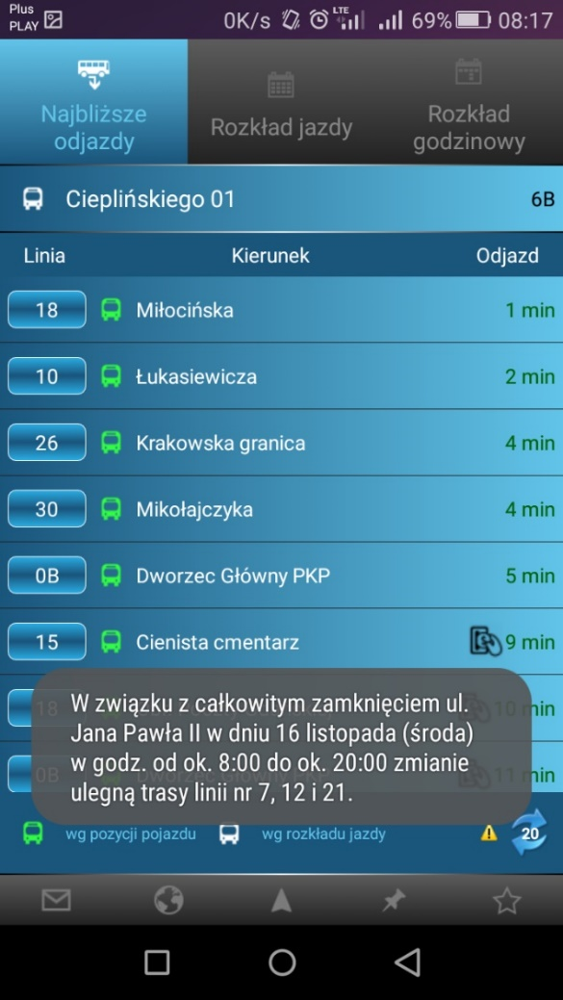 Plus
PLAY
0K/s LTE 69% 08:17
Najbliższe
odjazdy
Rozkład jazdy
Rozkład
godzinowy
Cieplińskiego 01 6B
Linia Kierunek Odjazd
18 Miłocińska 1 min
10 Łukasiewicza 2 min
26 Krakowska granica 4 min
30 Mikołajczyka 4 min
0B Dworzec Główny PKP 5 min
15 Cienista cmentarz 9 min
18 10 min
0B Dworzec Główny PKP 11 min
W związku z całkowitym zamknięciem ul.
Jana Pawła II w dniu 16 listopada (środa)
w godz. od ok. 8:00 do ok. 20:00 zmianie
ulegną trasy linii nr 7, 12 i 21.
wg pozycji pojazdu wg rozkładu jazdy 20